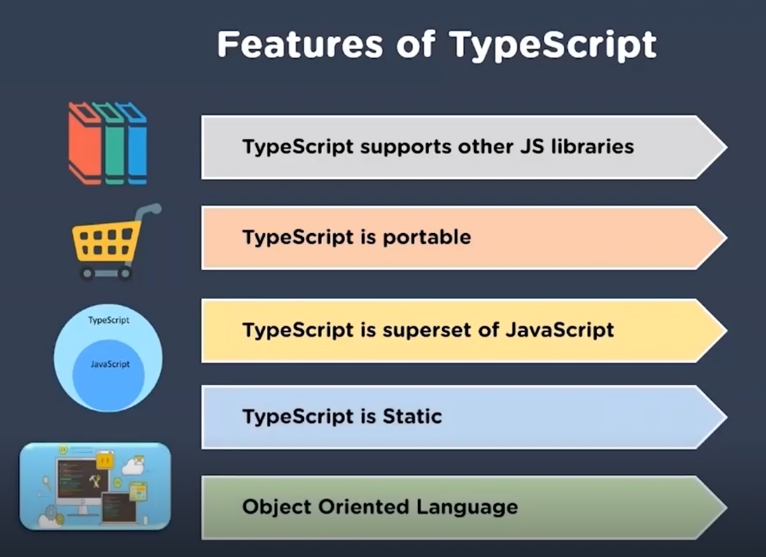 Features of TypeScript
TypeScript supports other JS libraries
TypeScript is portable
TypeScript
JavaScript
TypeScript is superset of JavaScript
TypeScript is Static
Object Oriented Language